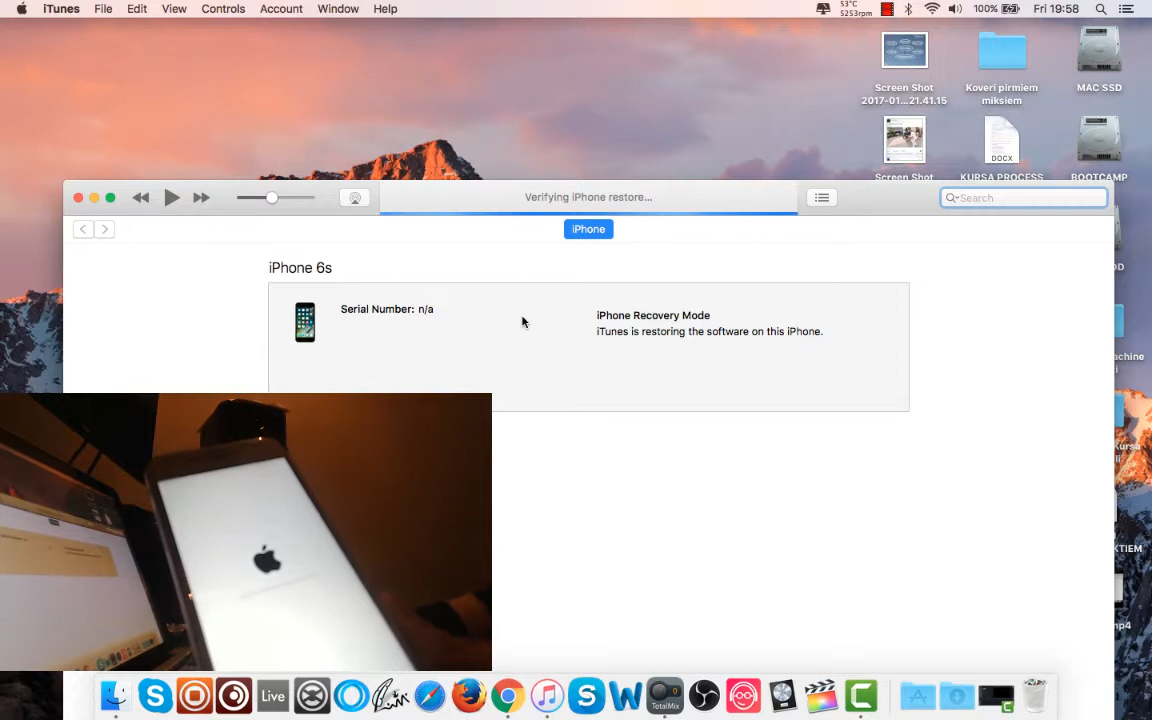 iTunes File Edit View Controls Account Window Help
53°C
5253rpm
100%
Fri 19:58
Screen Shot
2017-01...21.41.15
Koveri pirmiem
miksiem
MAC SSD
DOCX
Screen Shot
KURSA PROCESS
BOOTCAMP
Verifying iPhone restore...
Search
iPhone
iPhone 6s
Serial Number: n/a
iPhone Recovery Mode
iTunes is restoring the software on this iPhone.
Live
TotalMix